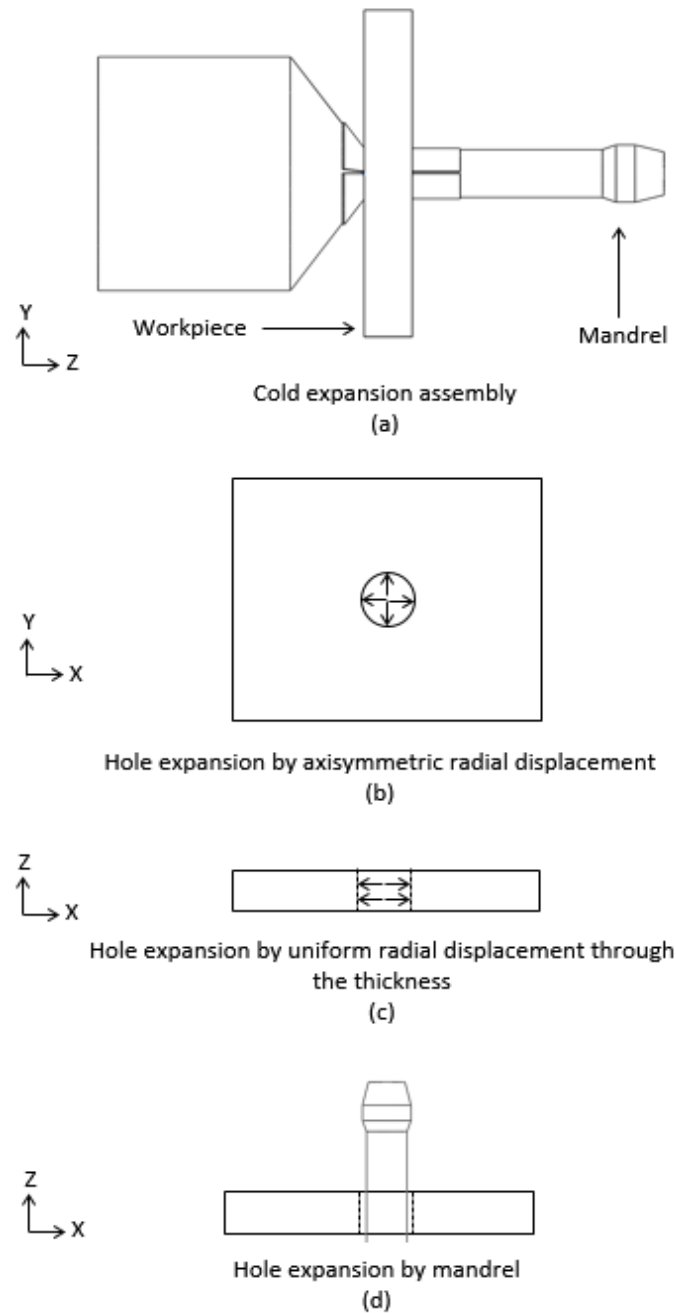 Y
Z
Workpiece
Mandrel
Cold expansion assembly
(a)
Y
X
Hole expansion by axisymmetric radial displacement
(b)
Z
X
Hole expansion by uniform radial displacement through
the thickness
(c)
Z
X
Hole expansion by mandrel
(d)